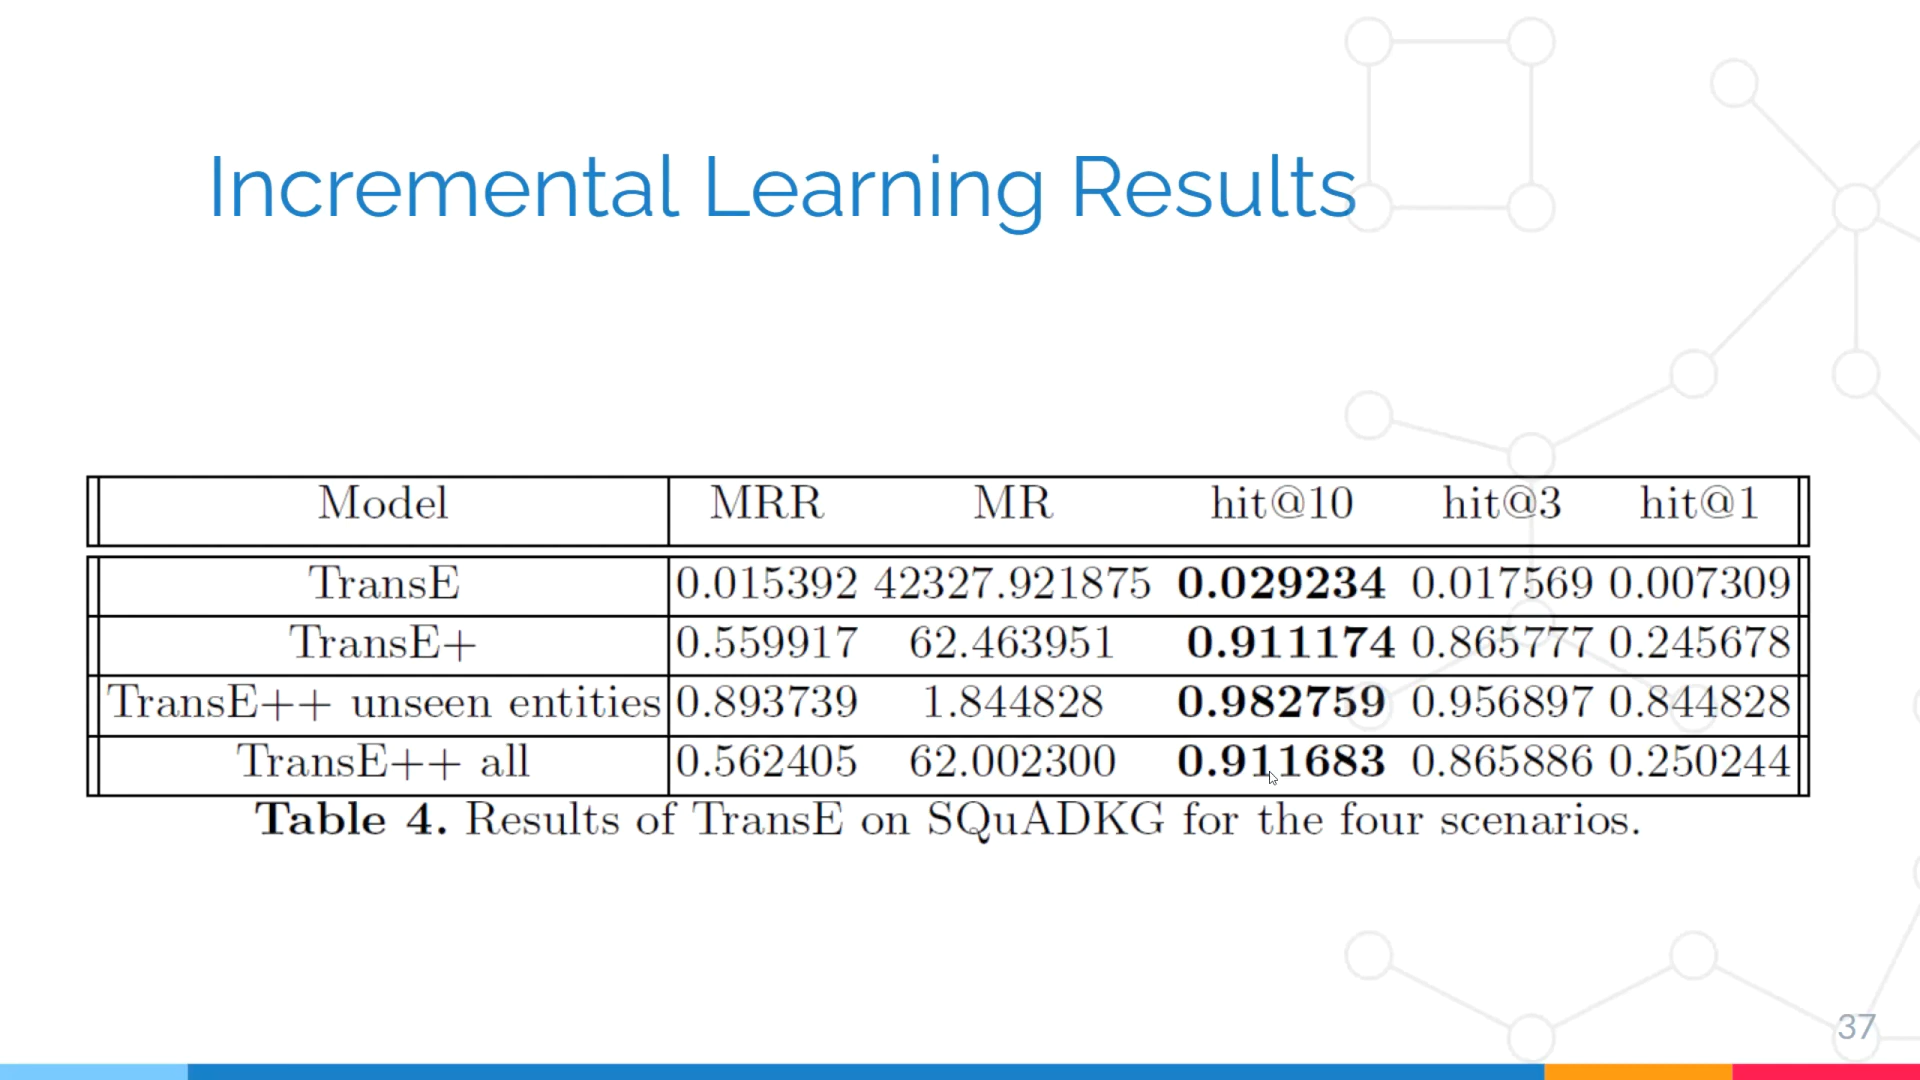 Incremental Learning Results
Model MRR MR hit@10 hit@3 hit@1
TransE 0.015392 42327.921875 0.029234 0.017569 0.007309
TransE+ 0.559917 62.463951 0.911174 0.865777 0.245678
TransE++ unseen entities 0.893739 1.844828 0.982759 0.956897 0.844828
TransE++ all 0.562405 62.002300 0.911683 0.865886 0.250244
Table 4. Results of TransE on SQuADKG for the four scenarios.
37